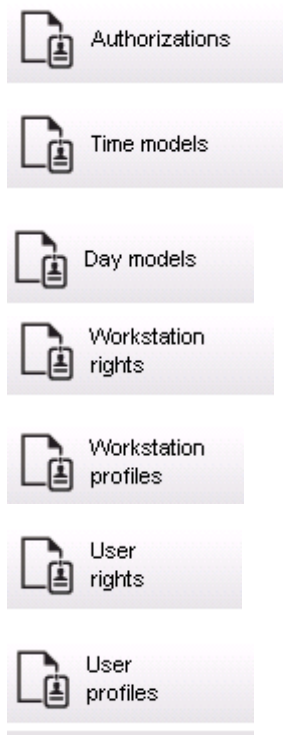 Authorizations
Time models
Day models
Workstation
rights
Workstation
profiles
User
rights
User
profiles